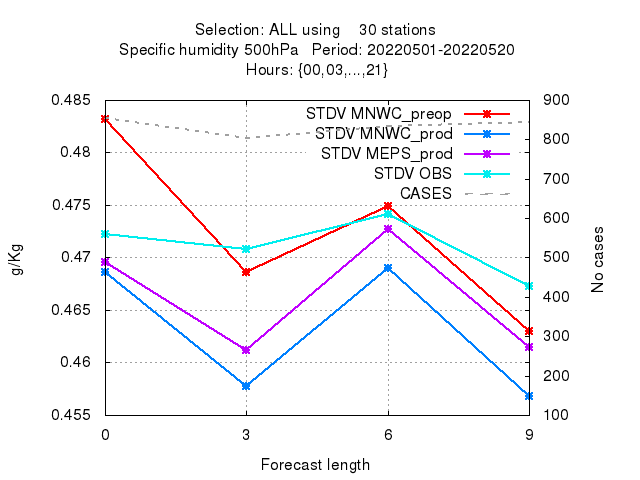 Selection: ALL using 30 stations
Specific humidity 500hPa Period: 20220501-20220520
Hours: {00,03,...,21}
0.485
0.48
0.475
0.47
0.465
0.46
0.455
g/Kg
STDV MNWC_preop
STDV MNWC_prod
STDV MEPS_prod
STDV OBS
CASES
900
800
700
600
500
400
300
200
100
No cases
0 3 6 9
Forecast length